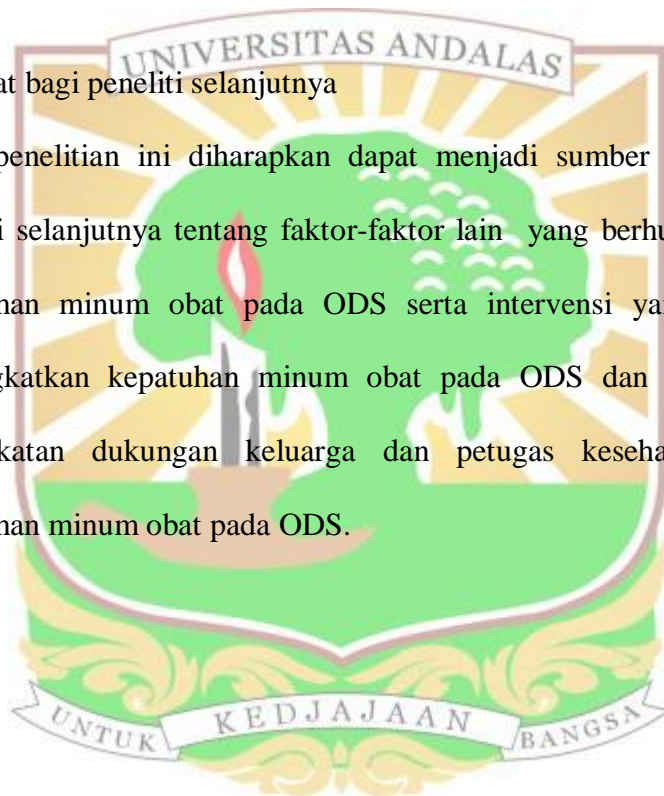 UNIVERSITAS ANDALAS
at bagi peneliti selanjutnya
penelitian ini diharapkan dapat menjadi sumber
i selanjutnya tentang faktor-faktor lain yang berhu
han minum obat pada ODS serta intervensi ya
gkatkan kepatuhan minum obat pada ODS dan
katan dukungan keluarga dan petugas keseha
han minum obat pada ODS.
UNTUK KEDJAJAAN BANGSA